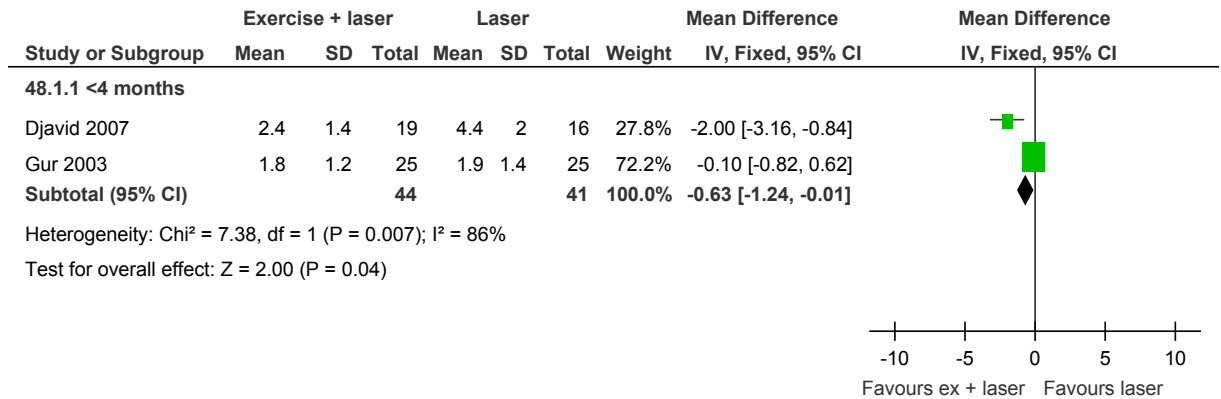 Exercise + laser Laser Mean Difference Mean Difference
Study or Subgroup Mean SD Total Mean SD Total Weight IV, Fixed, 95% CI IV, Fixed, 95% CI
48.1.1 <4 months
Djavid 2007 2.4 1.4 19 4.4 2 16 27.8% -2.00 [-3.16, -0.84]
Gur 2003 1.8 1.2 25 1.9 1.4 25 72.2% -0.10 [-0.82, 0.62]
Subtotal (95% CI) 44 41 100.0% -0.63 [-1.24, -0.01]
Heterogeneity: Chi² = 7.38, df = 1 (P = 0.007); I² = 86%
Test for overall effect: Z = 2.00 (P = 0.04)
-10 -5 0 5 10
Favours ex + laser Favours laser